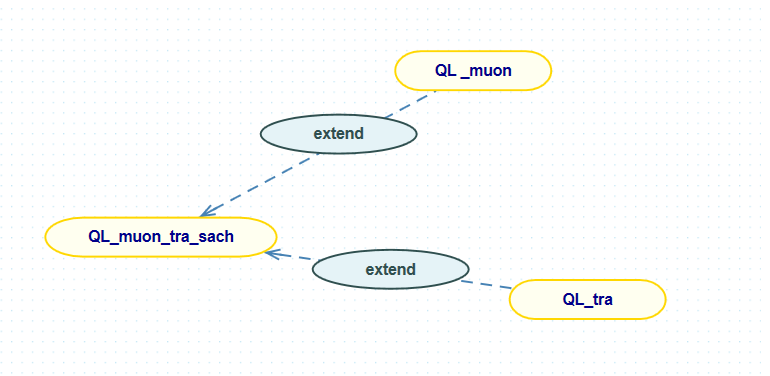 QL _muon
extend
QL_muon_tra_sach
extend
QL_tra